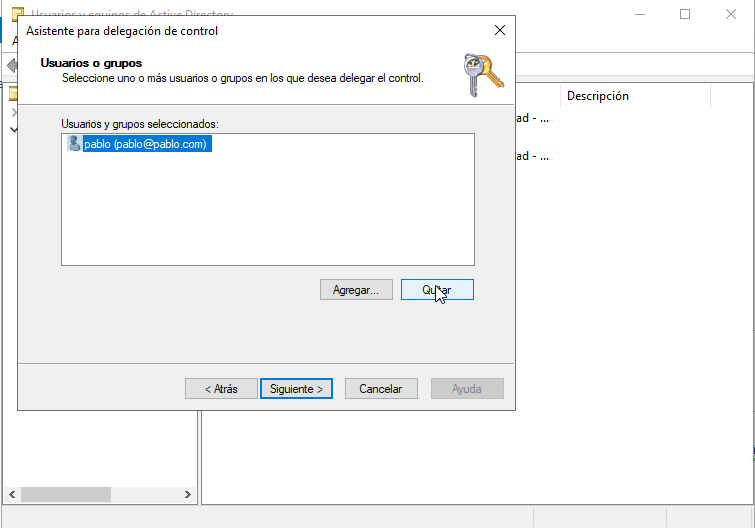 Usuarios y equipos de Active Directory
Asistente para delegación de control
Usuarios o grupos
Seleccione uno o más usuarios o grupos en los que desea delegar el control.
Descripción
Usuarios y grupos seleccionados:
ad - ...
pablo (pablo@pablo.com)
ad - ...
Agregar...
Quitar
< Atrás
Siguiente >
Cancelar
Ayuda